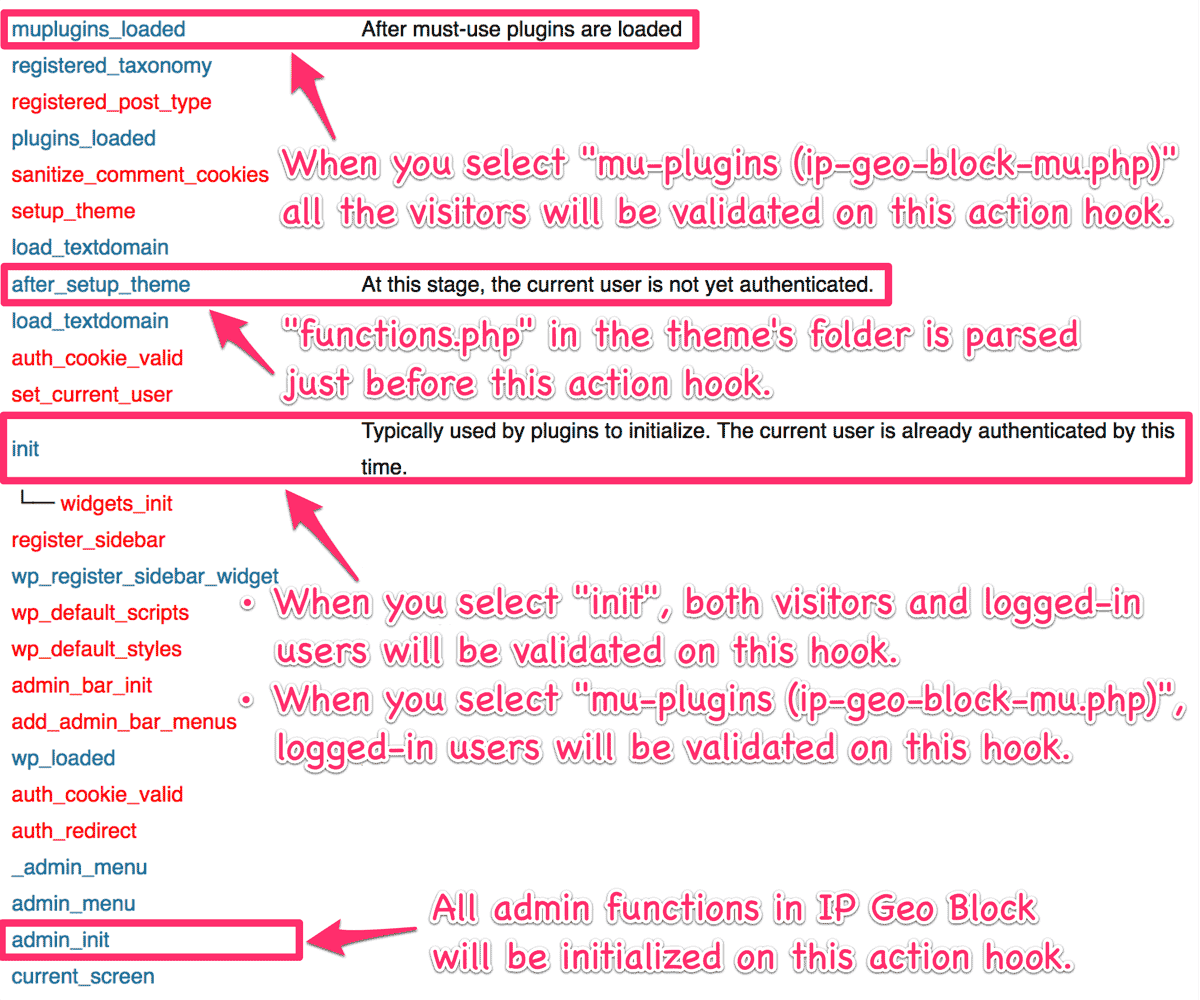 muplugins_loaded After must-use plugins are loaded
registered_taxonomy
registered_post_type
plugins_loaded
sanitize_comment_cookies
When you select "mu-plugins (ip-geo-block-mu.php)"
setup_theme
all the visitors will be validated on this action hook.
load_textdomain
after_setup_theme At this stage, the current user is not yet authenticated.
load_textdomain
"functions.php" in the theme's folder is parsed
auth_cookie_valid
just before this action hook.
set_current_user
init Typically used by plugins to initialize. The current user is already authenticated by this
time.
└── widgets_init
register_sidebar
wp_register_sidebar_widget
wp_default_scripts
• When you select "init", both visitors and logged-in
wp_default_styles
users will be validated on this hook.
admin_bar_init
• When you select "mu-plugins (ip-geo-block-mu.php)",
add_admin_bar_menus
logged-in users will be validated on this hook.
wp_loaded
auth_cookie_valid
auth_redirect
_admin_menu
admin_menu
All admin functions in IP Geo Block
admin_init
will be initialized on this action hook.
current_screen